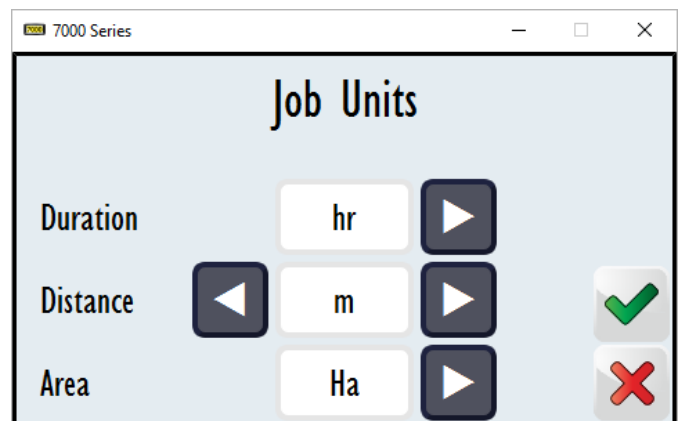 7000 Series
Job Units
Duration hr
Distance m
Area Ha